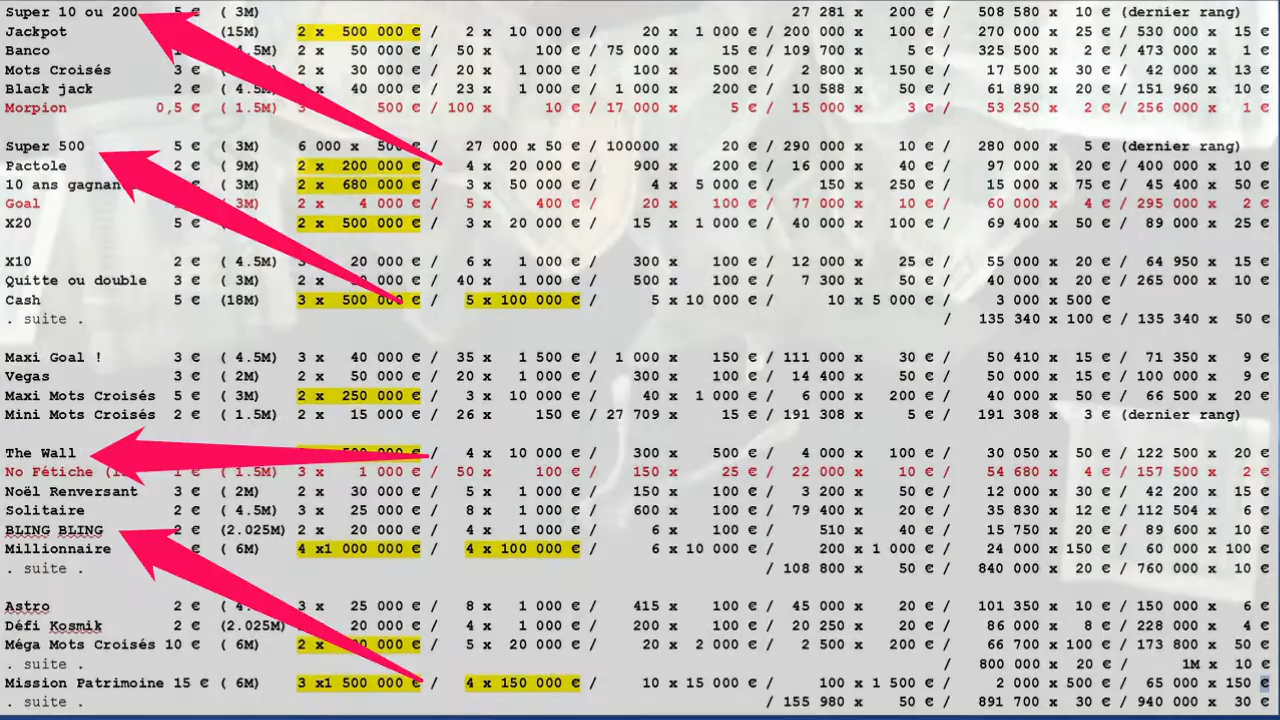 Super 10 ou 200 5 € ( 3M) 27 281 x 200 € / 508 580 x 10 € (dernier rang)
Jackpot (15M) 2 x 500 000 € / 2 x 10 000 € / 20 x 1 000 € / 200 000 x 100 € / 270 000 x 25 € / 530 000 x 15 €
Banco .5M) 2 x 50 000 € / 50 x 100 € / 75 000 x 15 € / 109 700 x 5 € / 325 500 x 2 € / 473 000 x 1 €
Mots Croisés 3 € ( 2 x 30 000 € / 20 x 1 000 € / 100 x 500 € / 2 800 x 150 € / 17 500 x 30 € / 42 000 x 13 €
Black jack 2 € ( 4.5M) x 40 000 € / 23 x 1 000 € / 1 000 x 200 € / 10 588 x 50 € / 61 890 x 20 € / 151 960 x 10 €
Morpion 0,5 € ( 1.5M) 3 500 € / 100 x 10 € / 17 000 x 5 € / 15 000 x 3 € / 53 250 x 2 € / 256 000 x 1 €
Super 500 5 € ( 3M) 6 000 x 500 € / 27 000 x 50 € / 100000 x 20 € / 290 000 x 10 € / 280 000 x 5 € (dernier rang)
Pactole 2 € ( 9M) 2 x 200 000 € / 4 x 20 000 € / 900 x 200 € / 16 000 x 40 € / 97 000 x 20 € / 400 000 x 10 €
10 ans gagnant € ( 3M) 2 x 680 000 € / 3 x 50 000 € / 4 x 5 000 € / 150 x 250 € / 15 000 x 75 € / 45 400 x 50 €
Goal 3M) 2 x 4 000 € / 5 x 400 € / 20 x 100 € / 77 000 x 10 € / 60 000 x 4 € / 295 000 x 2 €
X20 5 € (3M) 2 x 500 000 € / 3 x 20 000 € / 15 x 1 000 € / 40 000 x 100 € / 69 400 x 50 € / 89 000 x 25 €
X10 2 € ( 4.5M) 20 000 € / 6 x 1 000 € / 300 x 100 € / 12 000 x 25 € / 55 000 x 20 € / 64 950 x 15 €
Quitte ou double 3 € ( 3M) 2 x 000 € / 40 x 1 000 € / 500 x 100 € / 7 300 x 50 € / 40 000 x 20 € / 265 000 x 10 €
Cash 5 € (18M) 3 x 500 000 € / 5 x 100 000 € / 5 x 10 000 € / 10 x 5 000 € / 3 000 x 500 €
. suite . / 135 340 x 100 € / 135 340 x 50 €
Maxi Goal ! 3 € ( 4.5M) 3 x 40 000 € / 35 x 1 500 € / 1 000 x 150 € / 111 000 x 30 € / 50 410 x 15 € / 71 350 x 9 €
Vegas 3 € ( 2M) 2 x 50 000 € / 20 x 1 000 € / 300 x 100 € / 14 400 x 50 € / 50 000 x 15 € / 100 000 x 9 €
Maxi Mots Croisés 5 € ( 3M) 2 x 250 000 € / 3 x 10 000 € / 40 x 1 000 € / 6 000 x 200 € / 40 000 x 50 € / 66 500 x 20 €
Mini Mots Croisés 2 € ( 1.5M) 2 x 15 000 € / 26 x 150 € / 27 709 x 15 € / 191 308 x 5 € / 191 308 x 3 € (dernier rang)
The Wall 500 000 € / 4 x 10 000 € / 300 x 500 € / 4 000 x 100 € / 30 050 x 50 € / 122 500 x 20 €
No Fétiche 1 € ( 1.5M) 3 x 1 000 € / 50 x 100 € / 150 x 25 € / 22 000 x 10 € / 54 680 x 4 € / 157 500 x 2 €
Noël Renversant 3 € ( 2M) 2 x 30 000 € / 5 x 1 000 € / 150 x 100 € / 3 200 x 50 € / 12 000 x 30 € / 42 200 x 15 €
Solitaire 2 € ( 4.5M) 3 x 25 000 € / 8 x 1 000 € / 600 x 100 € / 79 400 x 20 € / 35 830 x 12 € / 112 504 x 6 €
BLING BLING 2 € (2.025M) 2 x 20 000 € / 4 x 1 000 € / 6 x 100 € / 510 x 40 € / 15 750 x 20 € / 89 600 x 10 €
Millionnaire € ( 6M) 4 x1 000 000 € / 4 x 100 000 € / 6 x 10 000 € / 200 x 1 000 € / 24 000 x 150 € / 60 000 x 100 €
. suite . / 108 800 x 50 € / 840 000 x 20 € / 760 000 x 10 €
Astro 2 € ( 4. 3 x 25 000 € / 8 x 1 000 € / 415 x 100 € / 45 000 x 20 € / 101 350 x 10 € / 150 000 x 6 €
Défi Kosmik 2 € (2.025M) 20 000 € / 4 x 1 000 € / 200 x 100 € / 20 250 x 20 € / 86 000 x 8 € / 228 000 x 4 €
Méga Mots Croisés 10 € ( 6M) 2 x 000 € / 5 x 20 000 € / 20 x 2 000 € / 2 500 x 200 € / 66 700 x 100 € / 173 800 x 50 €
. suite . / 800 000 x 20 € / 1M x 10 €
Mission Patrimoine 15 € ( 6M) 3 x1 500 000 € / 4 x 150 000 € / 10 x 15 000 € / 100 x 1 500 € / 2 000 x 500 € / 65 000 x 150 €
. suite . / 155 980 x 50 € / 891 700 x 30 € / 940 000 x 30 €